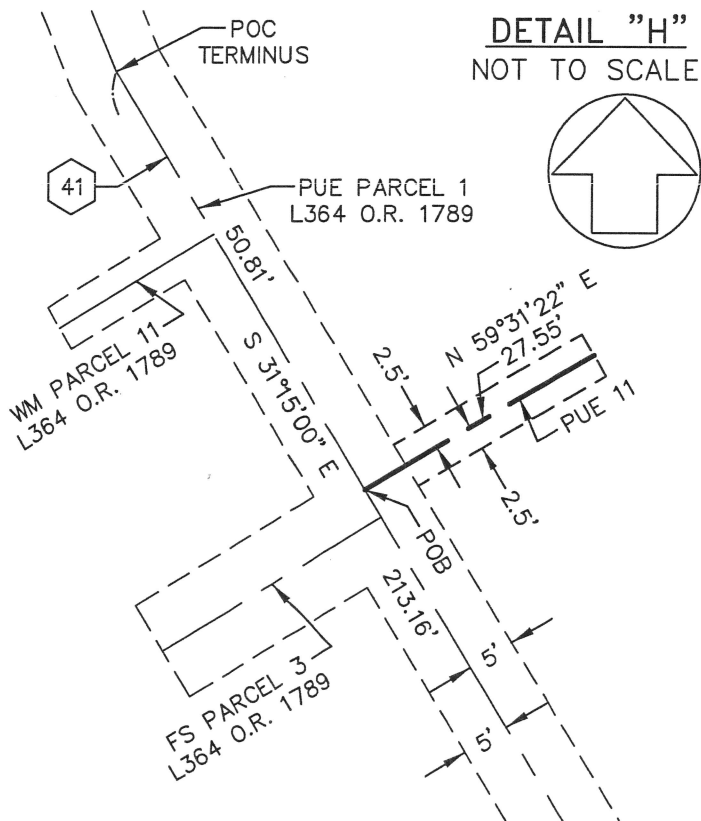 DETAIL "H"
NOT TO SCALE
POC
TERMINUS
41
PUE PARCEL 1
L364 O.R. 1789
50.81'
WM PARCEL 11
L364 O.R. 1789
S 31°15'00" E
2.5'
N 59°31'22" E
27.55'
PUE 11
2.5'
POB
213.16'
FS PARCEL 3
L364 O.R. 1789
5'
5'